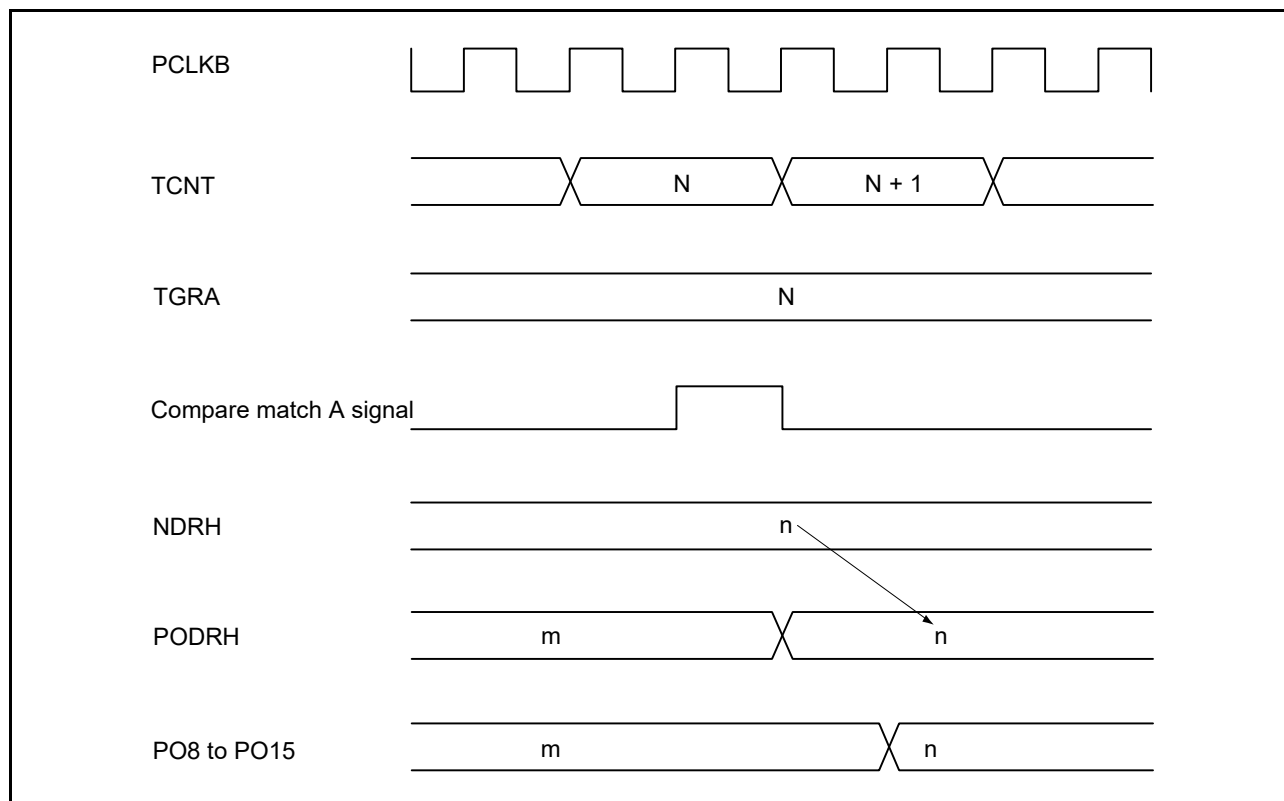 PCLKB
TCNT
N
N + 1
TGRA
N
Compare match A signal
NDRH
n
PODRH
m
n
PO8 to PO15
m
n